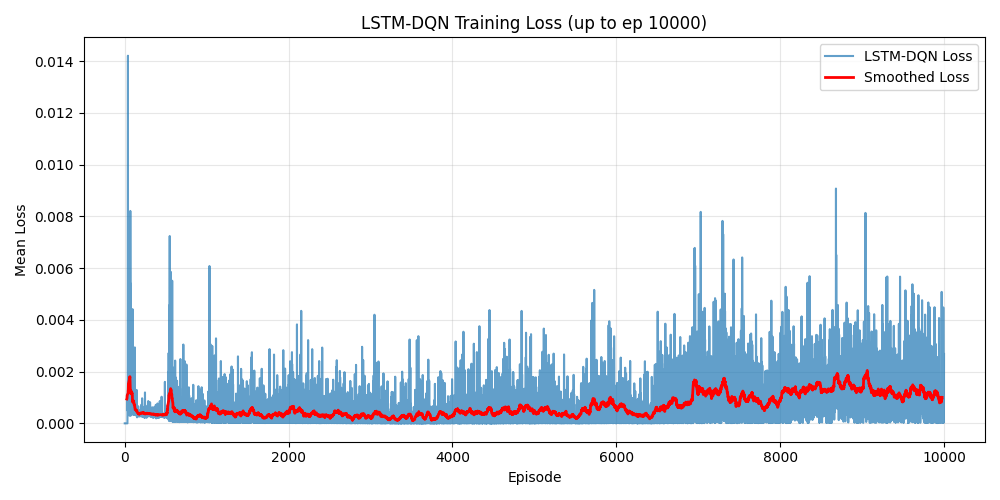 LSTM-DQN Training Loss (up to ep 10000)
LSTM-DQN Loss
Smoothed Loss
Mean Loss
0.014
0.012
0.010
0.008
0.006
0.004
0.002
0.000
0 2000 4000 6000 8000 10000
Episode